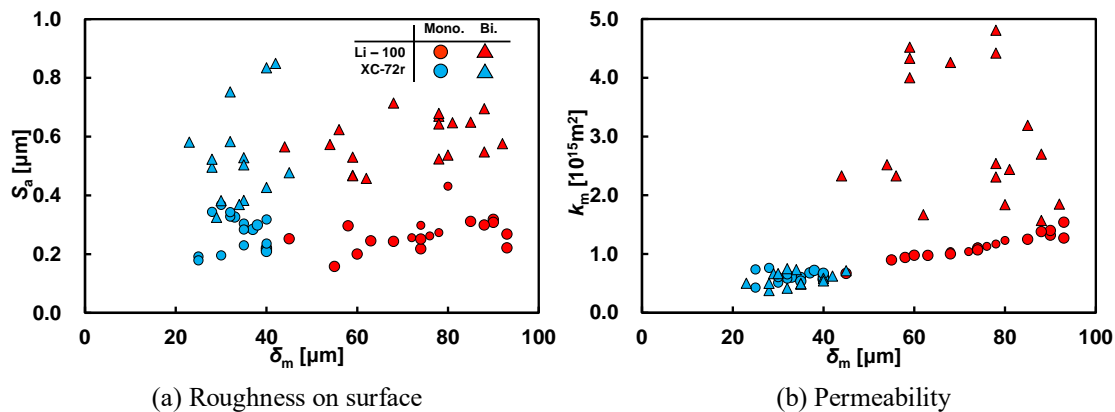 1.0
0.8
0.6
0.4
0.2
0.0
Sa [µm]
0 20 40 60 80 100
δm [µm]
Mono. Bi.
Li – 100
XC-72r
(a) Roughness on surface
5.0
4.0
3.0
2.0
1.0
0.0
km [10¹⁵m²]
0 20 40 60 80 100
δm [µm]
(b) Permeability